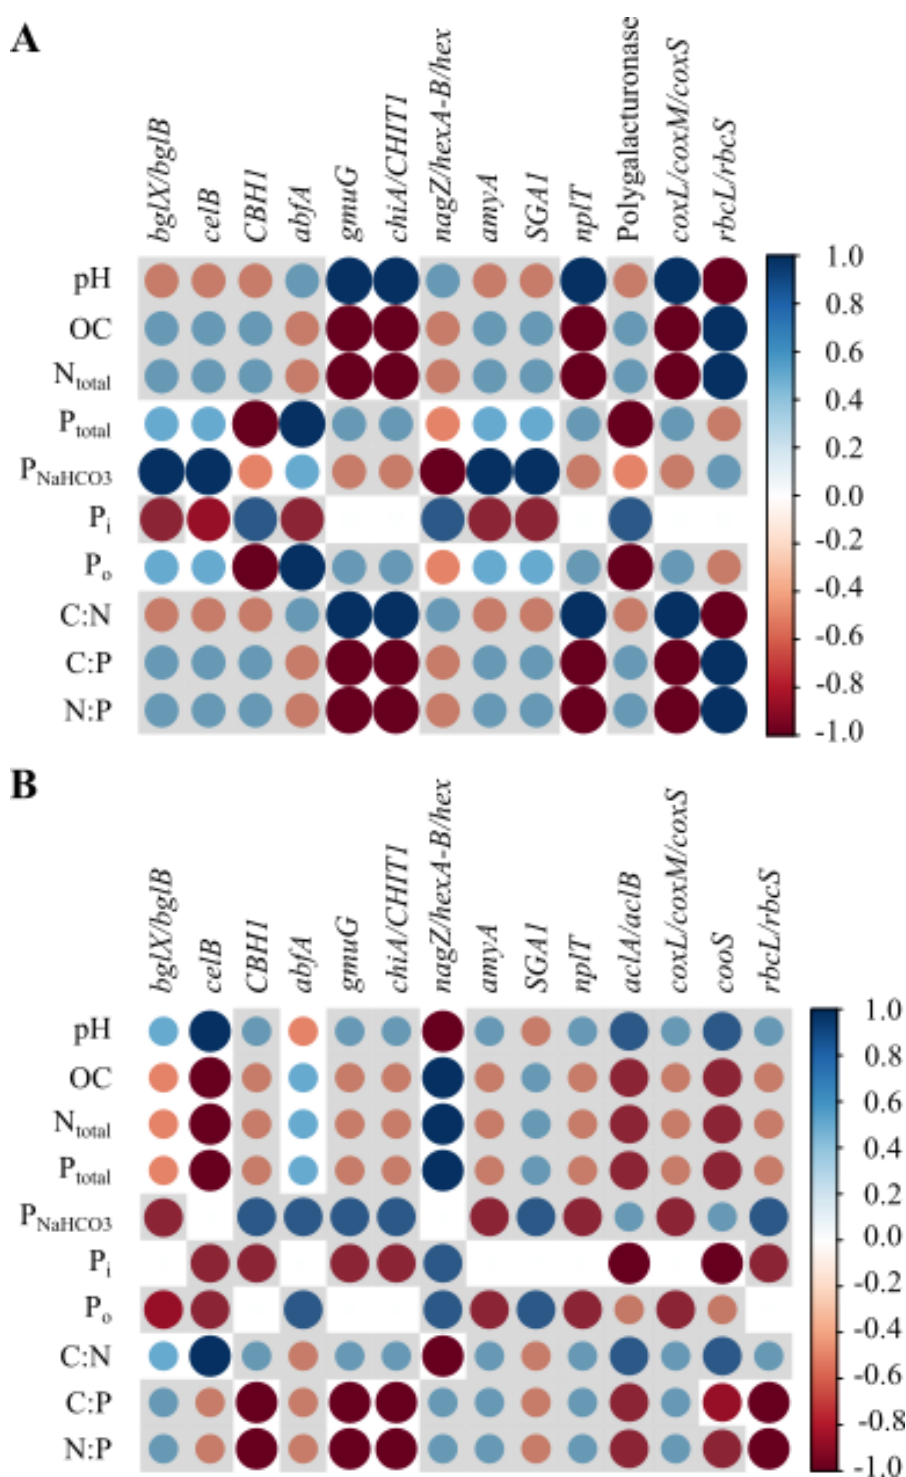 A
bglX/bglB
celB
CBH1
abfA
gmuG
chiA/CHIT1
nagZ/hexA-B/hex
amyA
SGA1
nplT
Polygalacturonase
coxL/coxM/coxS
rbcL/rbcS
pH
OC
Ntotal
Ptotal
PNaHCO3
Pi
Po
C:N
C:P
N:P
1.0
0.8
0.6
0.4
0.2
0.0
-0.2
-0.4
-0.6
-0.8
-1.0
B
bglX/bglB
celB
CBH1
abfA
gmuG
chiA/CHIT1
nagZ/hexA-B/hex
amyA
SGA1
nplT
aclA/aclB
coxL/coxM/coxS
cooS
rbcL/rbcS
pH
OC
Ntotal
Ptotal
PNaHCO3
Pi
Po
C:N
C:P
N:P
1.0
0.8
0.6
0.4
0.2
0.0
-0.2
-0.4
-0.6
-0.8
-1.0